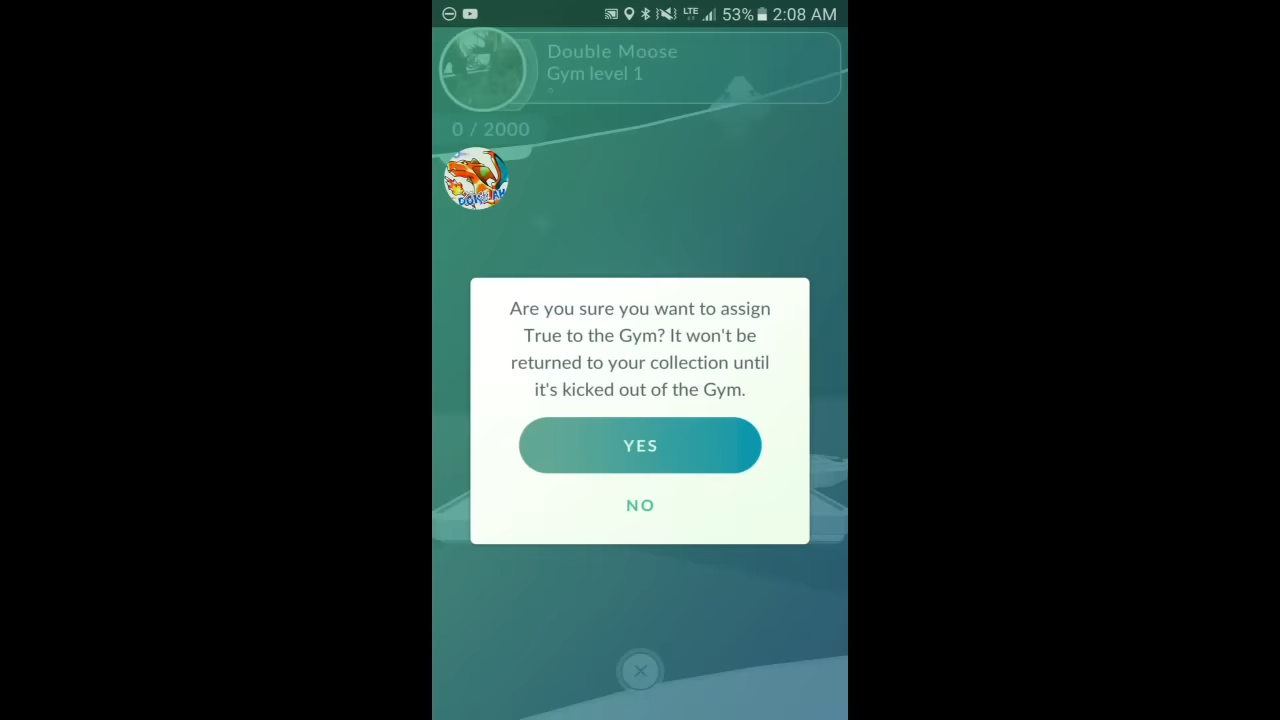 LTE 53% 2:08 AM
Double Moose
Gym level 1
0 / 2000
Are you sure you want to assign
True to the Gym? It won't be
returned to your collection until
it's kicked out of the Gym.
YES
NO